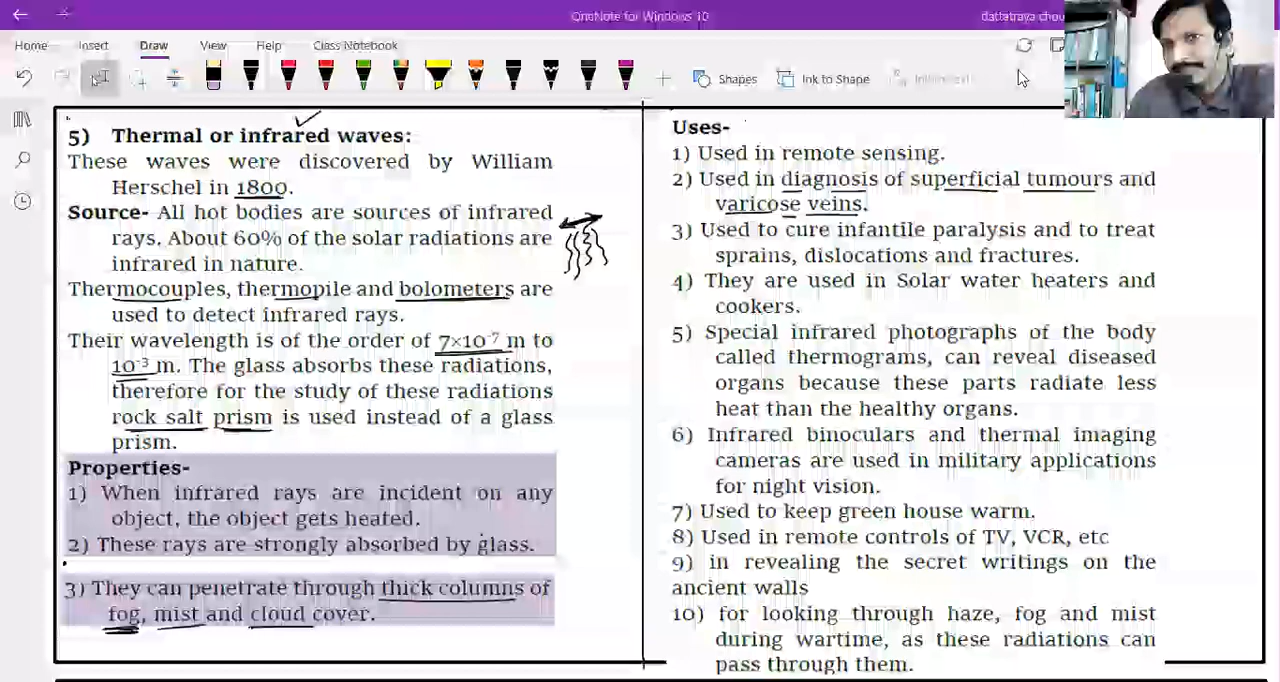 OneNote for Windows 10
dattatraya chou
Home Insert Draw View Help Class Notebook
Shapes Ink to Shape
5) Thermal or infrared waves:
These waves were discovered by William
Herschel in 1800.
Source- All hot bodies are sources of infrared
rays. About 60% of the solar radiations are
infrared in nature.
Thermocouples, thermopile and bolometers are
used to detect infrared rays.
Their wavelength is of the order of 7×10⁻⁷ m to
10⁻³ m. The glass absorbs these radiations,
therefore for the study of these radiations
rock salt prism is used instead of a glass
prism.
Properties-
1) When infrared rays are incident on any
object, the object gets heated.
2) These rays are strongly absorbed by glass.
3) They can penetrate through thick columns of
fog, mist and cloud cover.
Uses-
1) Used in remote sensing.
2) Used in diagnosis of superficial tumours and
varicose veins.
3) Used to cure infantile paralysis and to treat
sprains, dislocations and fractures.
4) They are used in Solar water heaters and
cookers.
5) Special infrared photographs of the body
called thermograms, can reveal diseased
organs because these parts radiate less
heat than the healthy organs.
6) Infrared binoculars and thermal imaging
cameras are used in military applications
for night vision.
7) Used to keep green house warm.
8) Used in remote controls of TV, VCR, etc
9) in revealing the secret writings on the
ancient walls
10) for looking through haze, fog and mist
during wartime, as these radiations can
pass through them.